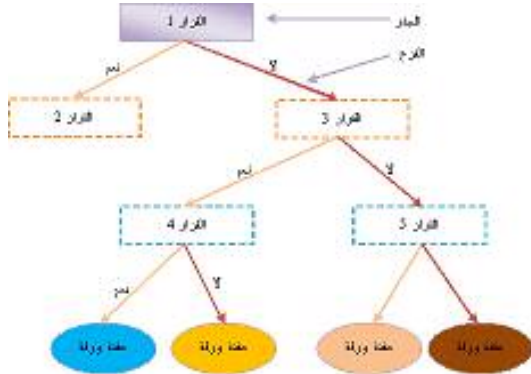 القرار 1
الجذر
الفرع
نعم
لا
القرار 2
القرار 3
نعم
لا
القرار 4
القرار 5
نعم
لا
عقدة ورقة
عقدة ورقة
عقدة ورقة
عقدة ورقة